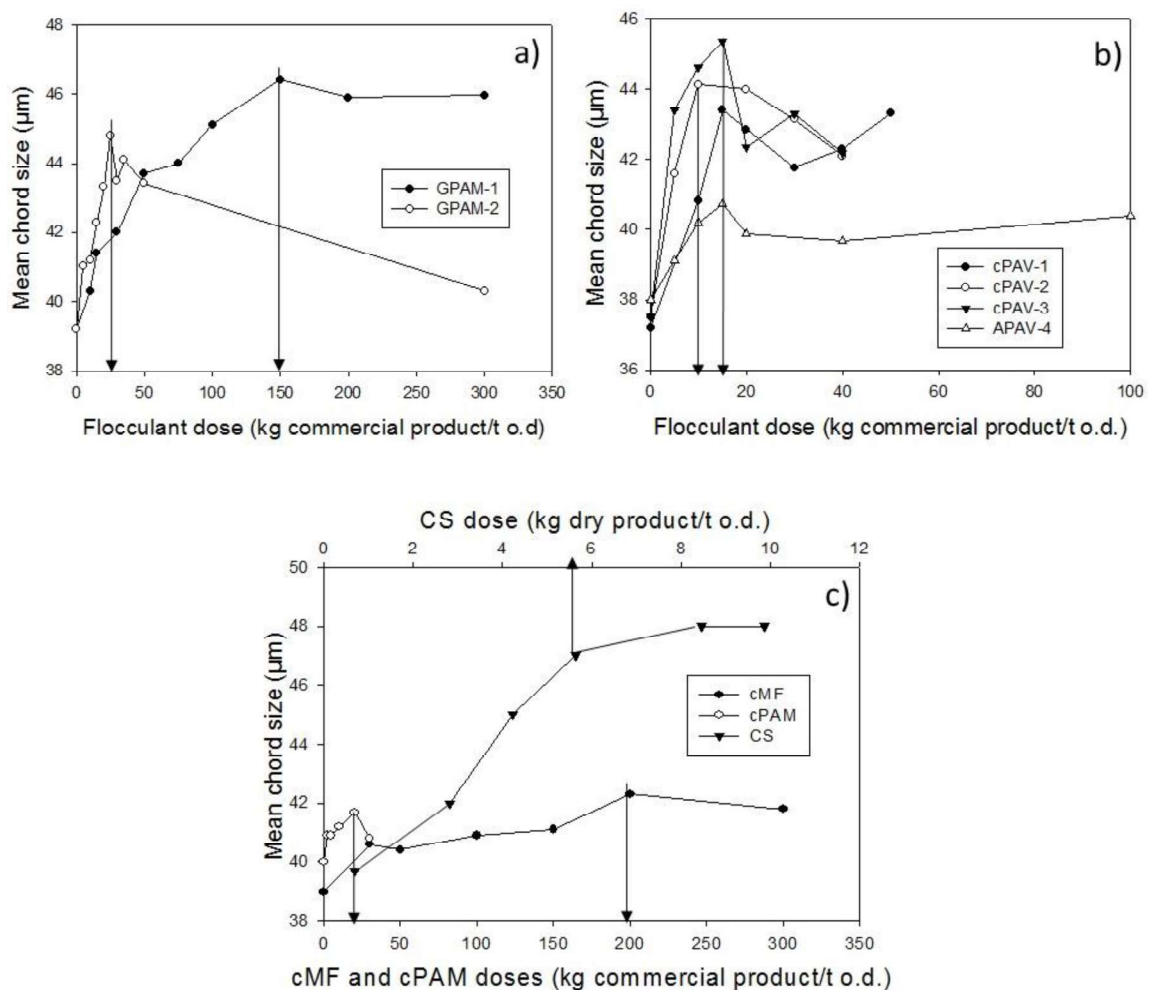 a)
48
46
44
42
40
38
Mean chord size (µm)
GPAM-1
GPAM-2
0 50 100 150 200 250 300 350
Flocculant dose (kg commercial product/t o.d)
b)
46
44
42
40
38
36
Mean chord size (µm)
cPAV-1
cPAV-2
cPAV-3
APAV-4
0 20 40 60 80 100
Flocculant dose (kg commercial product/t o.d.)
CS dose (kg dry product/t o.d.)
0 2 4 6 8 10 12
c)
50
48
46
44
42
40
38
Mean chord size (µm)
cMF
cPAM
CS
0 50 100 150 200 250 300 350
cMF and cPAM doses (kg commercial product/t o.d.)